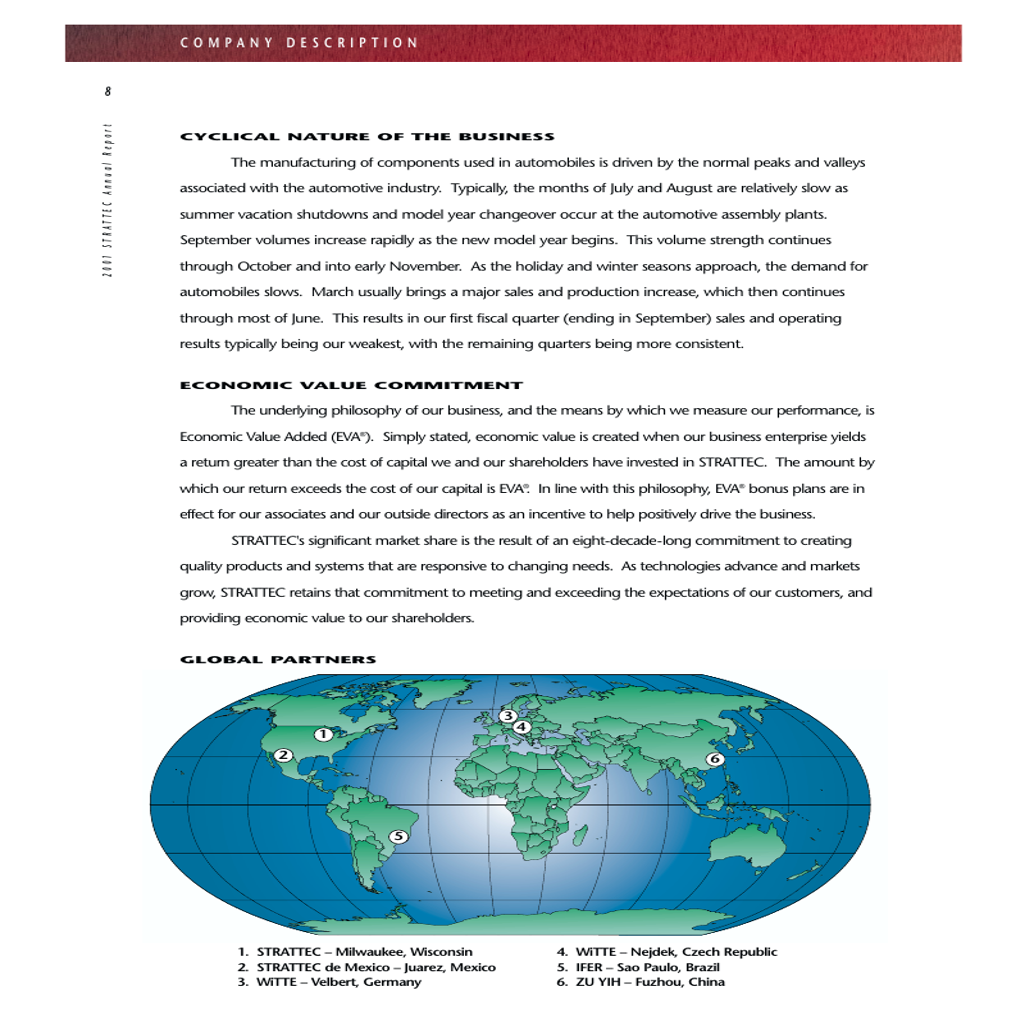 COMPANY DESCRIPTION
8
2001 STRATTEC Annual Report
CYCLICAL NATURE OF THE BUSINESS
The manufacturing of components used in automobiles is driven by the normal peaks and valleys
associated with the automotive industry. Typically, the months of July and August are relatively slow as
summer vacation shutdowns and model year changeover occur at the automotive assembly plants.
September volumes increase rapidly as the new model year begins. This volume strength continues
through October and into early November. As the holiday and winter seasons approach, the demand for
automobiles slows. March usually brings a major sales and production increase, which then continues
through most of June. This results in our first fiscal quarter (ending in September) sales and operating
results typically being our weakest, with the remaining quarters being more consistent.
ECONOMIC VALUE COMMITMENT
The underlying philosophy of our business, and the means by which we measure our performance, is
Economic Value Added (EVA®). Simply stated, economic value is created when our business enterprise yields
a return greater than the cost of capital we and our shareholders have invested in STRATTEC. The amount by
which our return exceeds the cost of our capital is EVA®. In line with this philosophy, EVA® bonus plans are in
effect for our associates and our outside directors as an incentive to help positively drive the business.
STRATTEC's significant market share is the result of an eight-decade-long commitment to creating
quality products and systems that are responsive to changing needs. As technologies advance and markets
grow, STRATTEC retains that commitment to meeting and exceeding the expectations of our customers, and
providing economic value to our shareholders.
GLOBAL PARTNERS
3
4
1
2
6
5
1. STRATTEC – Milwaukee, Wisconsin
2. STRATTEC de Mexico – Juarez, Mexico
3. WiTTE – Velbert, Germany
4. WiTTE – Nejdek, Czech Republic
5. IFER – Sao Paulo, Brazil
6. ZU YIH – Fuzhou, China